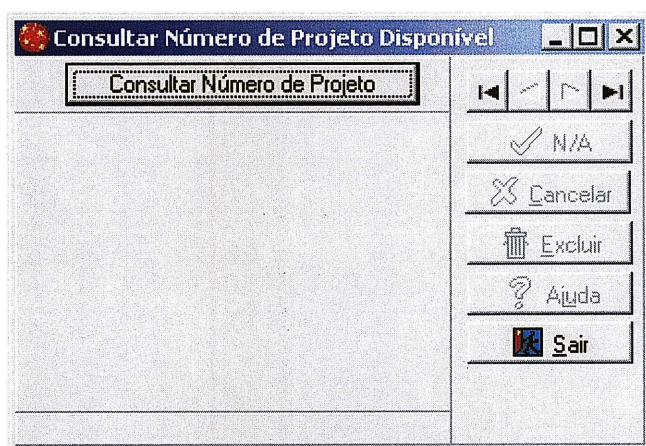 Consultar Número de Projeto Disponível
Consultar Número de Projeto
N/A
Cancelar
Excluir
Ajuda
Sair